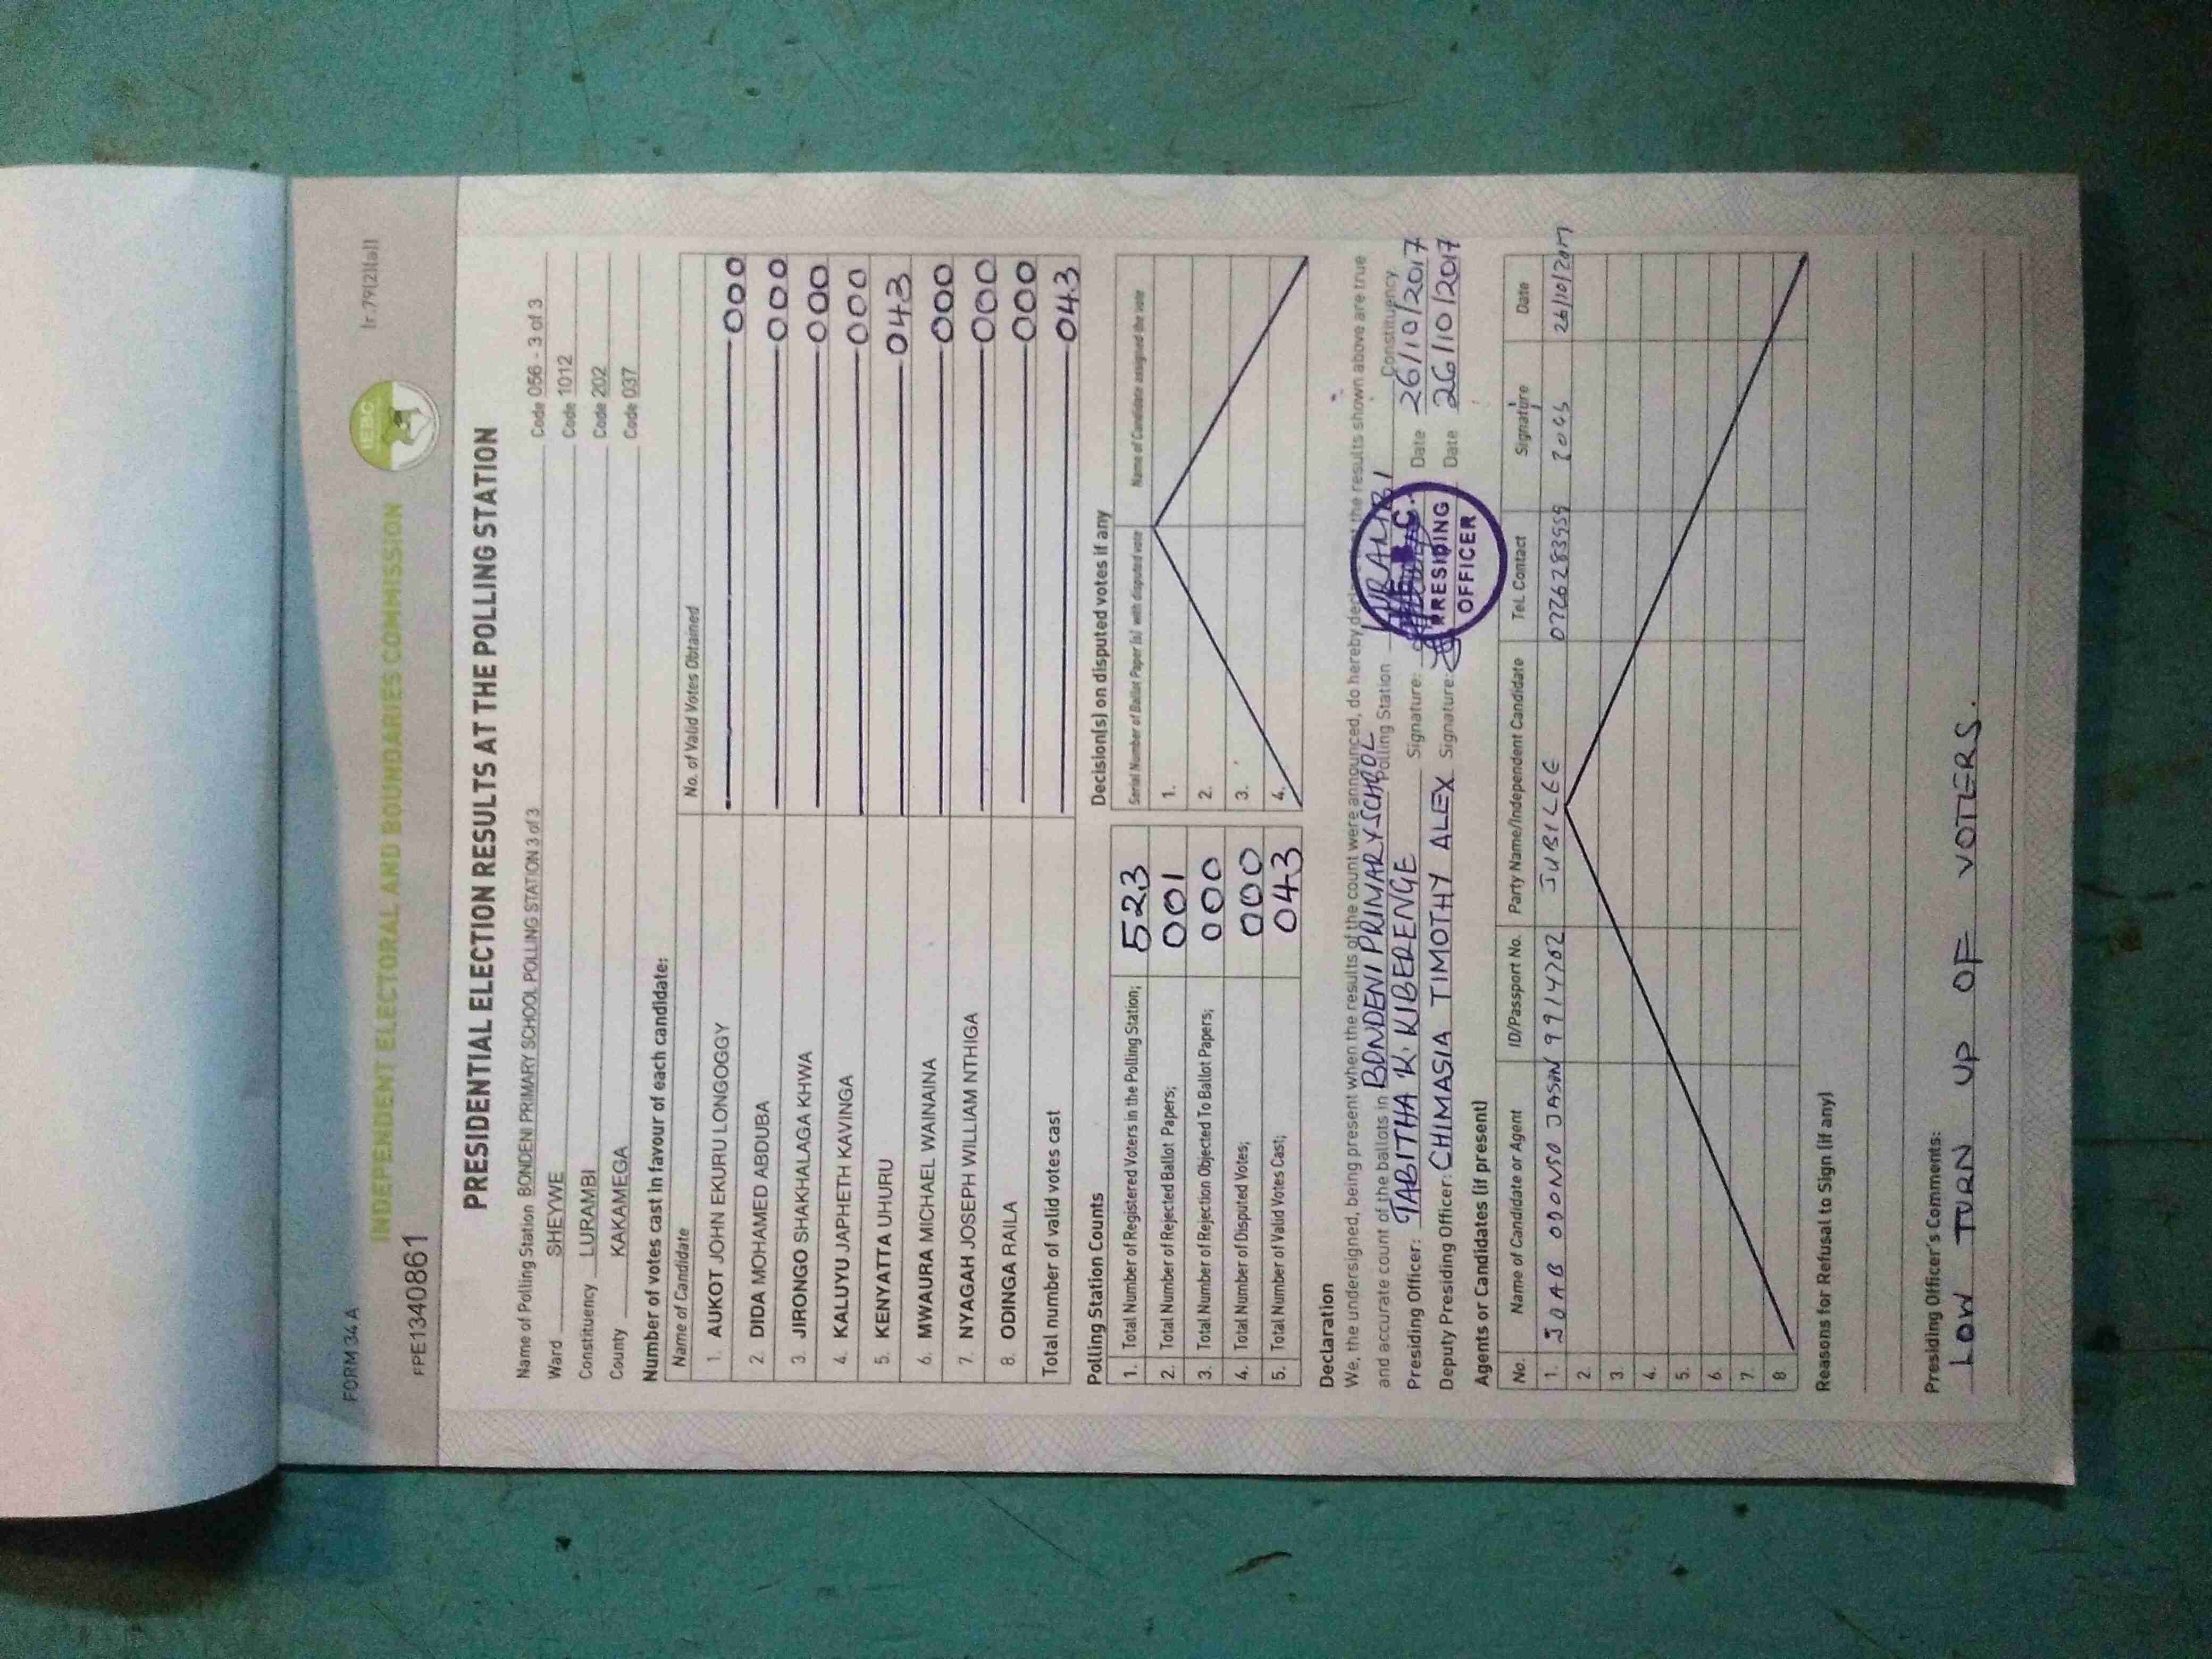 FORM 34 A
Ir.79(2)(a)]
INDEPENDENT ELECTORAL AND BOUNDARIES COMMISSION
IEBC
FPE1340861
PRESIDENTIAL ELECTION RESULTS AT THE POLLING STATION
Name of Polling Station BONDENI PRIMARY SCHOOL POLLING STATION 3 of 3 Code 056 - 3 of 3
Ward SHEYWE Code 1012
Constituency LURAMBI Code 202
County KAKAMEGA Code 037
Number of votes cast in favour of each candidate:
Name of Candidate No. of Valid Votes Obtained
1. AUKOT JOHN EKURU LONGOGGY 000
2. DIDA MOHAMED ABDUBA 000
3. JIRONGO SHAKHALAGA KHWA 000
4. KALUYU JAPHETH KAVINGA 000
5. KENYATTA UHURU 043
6. MWAURA MICHAEL WAINAINA 000
7. NYAGAH JOSEPH WILLIAM NTHIGA 000
8. ODINGA RAILA 000
Total number of valid votes cast 043
Polling Station Counts
1. Total Number of Registered Voters in the Polling Station; 523
2. Total Number of Rejected Ballot Papers; 001
3. Total Number of Rejection Objected To Ballot Papers; 000
4. Total Number of Disputed Votes; 000
5. Total Number of Valid Votes Cast; 043
Decision(s) on disputed votes if any
Serial Number of Ballot Paper (s) with disputed vote Name of Candidate assigned the vote
1.
2.
3.
4.
Declaration
We, the undersigned, being present when the results of the count were announced, do hereby the results shown above are true
and accurate count of the ballots in BONDENI PRIMARY SCHOOL Polling Station LURAMBI Constituency
Presiding Officer: TABITHA K. KIBERENGE Signature: Date 26/10/2017
Deputy Presiding Officer: CHIMASIA TIMOTHY ALEX Signature: Date 26/10/2017
PRESIDING
OFFICER
Agents or Candidates (if present)
No. Name of Candidate or Agent ID/Passport No. Party Name/Independent Candidate Tel. Contact Signature Date
1. JOAB ODONSO 99147202 JUBILEE 26/10/2017
2.
3.
4.
5.
6.
7.
8
Reasons for Refusal to Sign (if any)
Presiding Officer's Comments:
LOW TURN UP OF VOTERS.